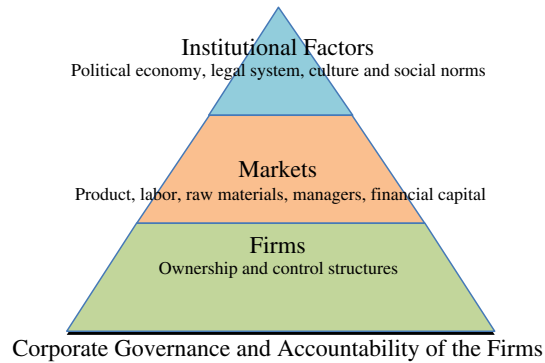 Institutional Factors
Political economy, legal system, culture and social norms
Markets
Product, labor, raw materials, managers, financial capital
Firms
Ownership and control structures
Corporate Governance and Accountability of the Firms